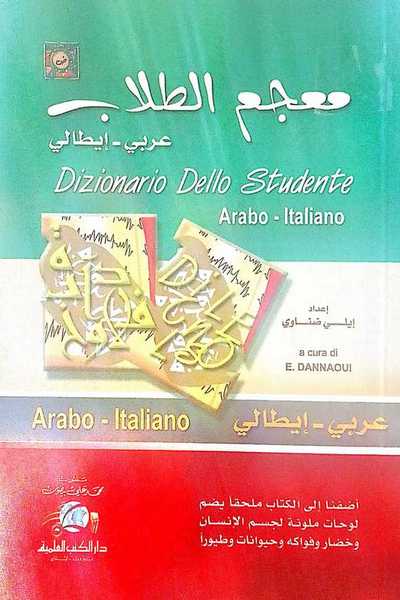 معجم الطلاب
عربي - إيطالي
Dizionario Dello Studente
Arabo - Italiano
إعداد
إيلي ضناوي
a cura di
E. DANNAOUI
Arabo - Italiano
عربي - إيطالي
أضفنا إلى الكتاب ملحقاً يضم
لوحات ملونة لجسم الإنسان
وخضار وفواكه وحيوانات وطيوراً
دار الكتب العلمية